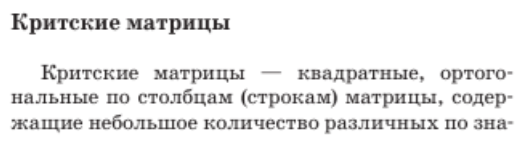 Критские матрицы
Критские матрицы — квадратные, ортого-
нальные по столбцам (строкам) матрицы, содер-
жащие небольшое количество различных по зна-